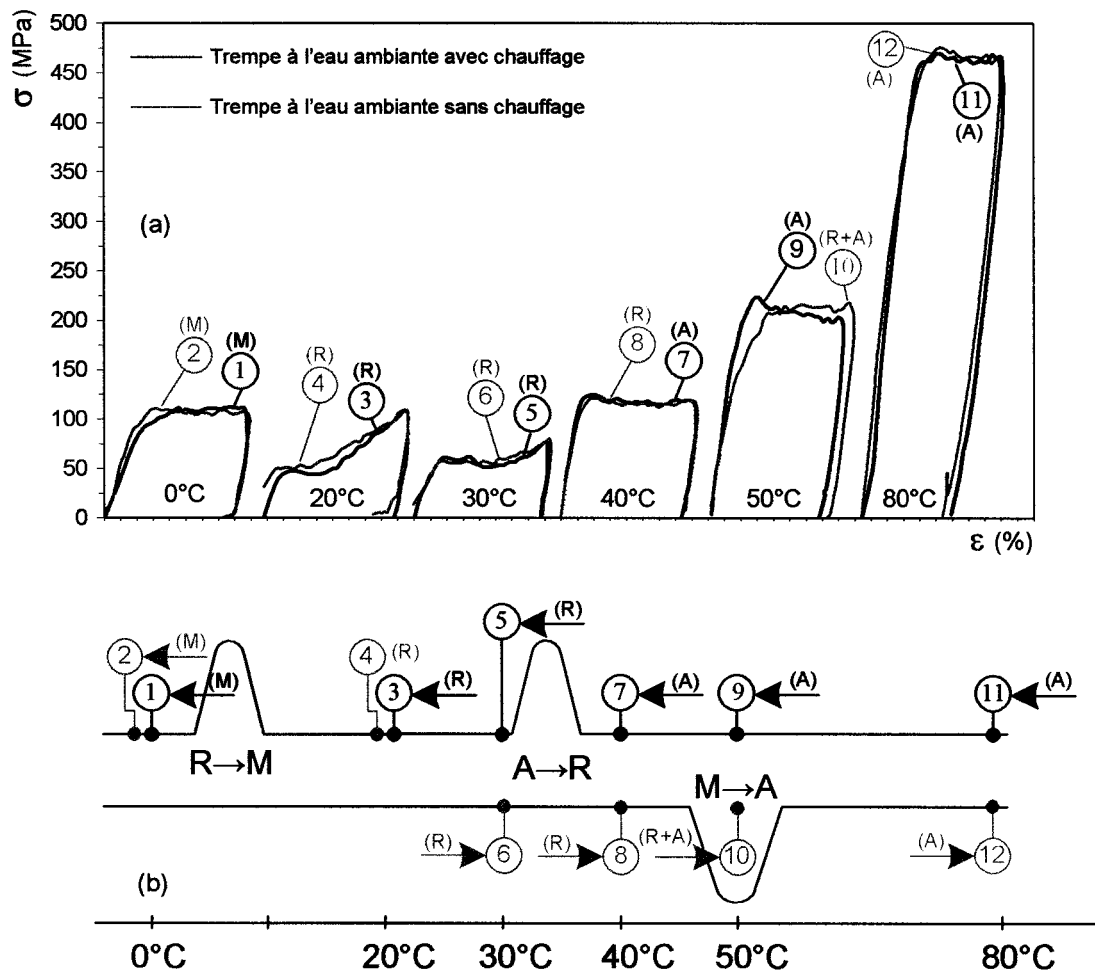 σ (MPa)
500
450
400
350
300
250
200
150
100
50
0
Trempe à l'eau ambiante avec chauffage
Trempe à l'eau ambiante sans chauffage
(a)
12
(A)
11
(A)
(A)
9
(R+A)
10
(M)
2
(M)
1
(R)
4
(R)
3
(R)
6
(R)
5
(R)
8
(A)
7
0°C
20°C
30°C
40°C
50°C
80°C
ε (%)
5 (R)
2 (M)
4 (R)
1 (M)
3 (R)
7 (A)
9 (A)
11 (A)
R→M
A→R
M→A
(R) 6
(R) 8
(R+A) 10
(A) 12
(b)
0°C 20°C 30°C 40°C 50°C 80°C